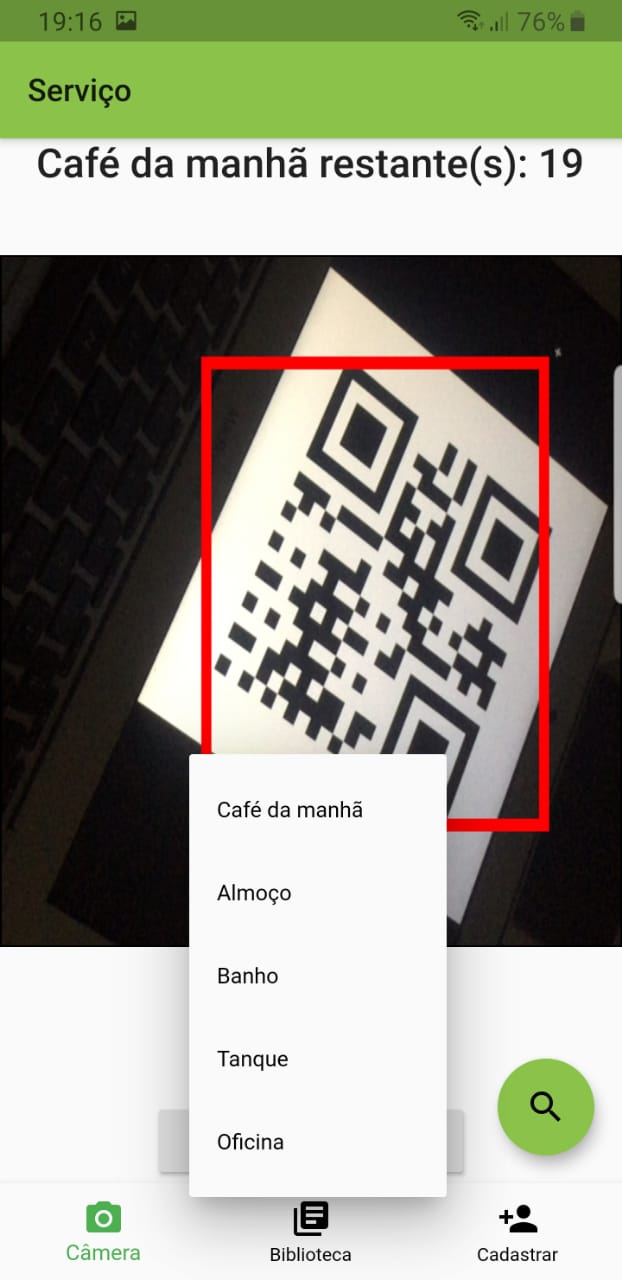 19:16 76%
Serviço
Café da manhã restante(s): 19
Café da manhã
Almoço
Banho
Tanque
Oficina
Câmera
Biblioteca
Cadastrar